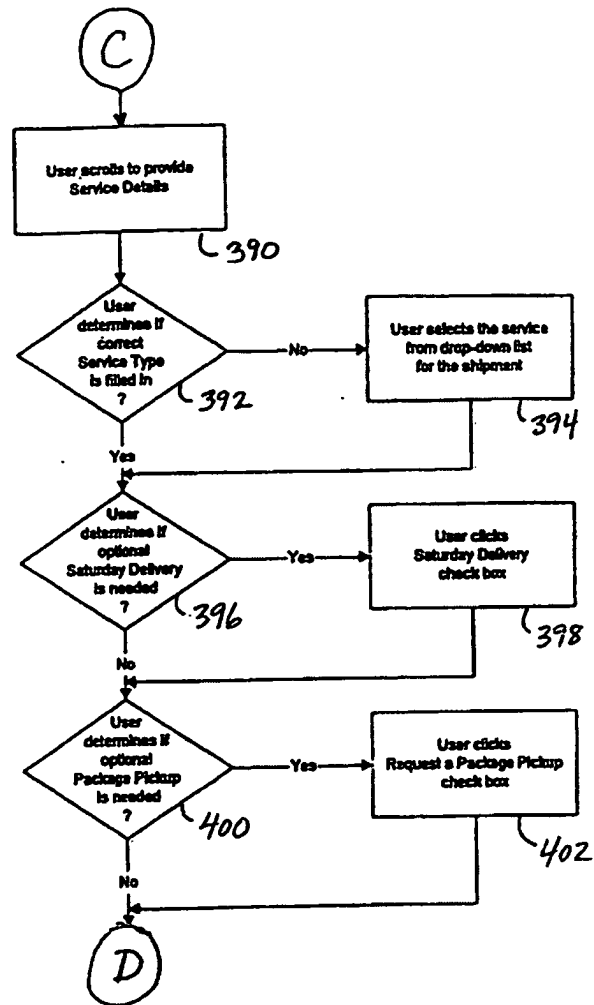 C
User scrolls to provide
Service Details
390
User
determines if
correct
Service Type
is filled in
?
392
No
User selects the service
from drop-down list
for the shipment
394
Yes
User
determines if
optional
Saturday Delivery
is needed
?
396
Yes
User clicks
Saturday Delivery
check box
398
No
User
determines if
optional
Package Pickup
is needed
?
400
Yes
User clicks
Request a Package Pickup
check box
402
No
D